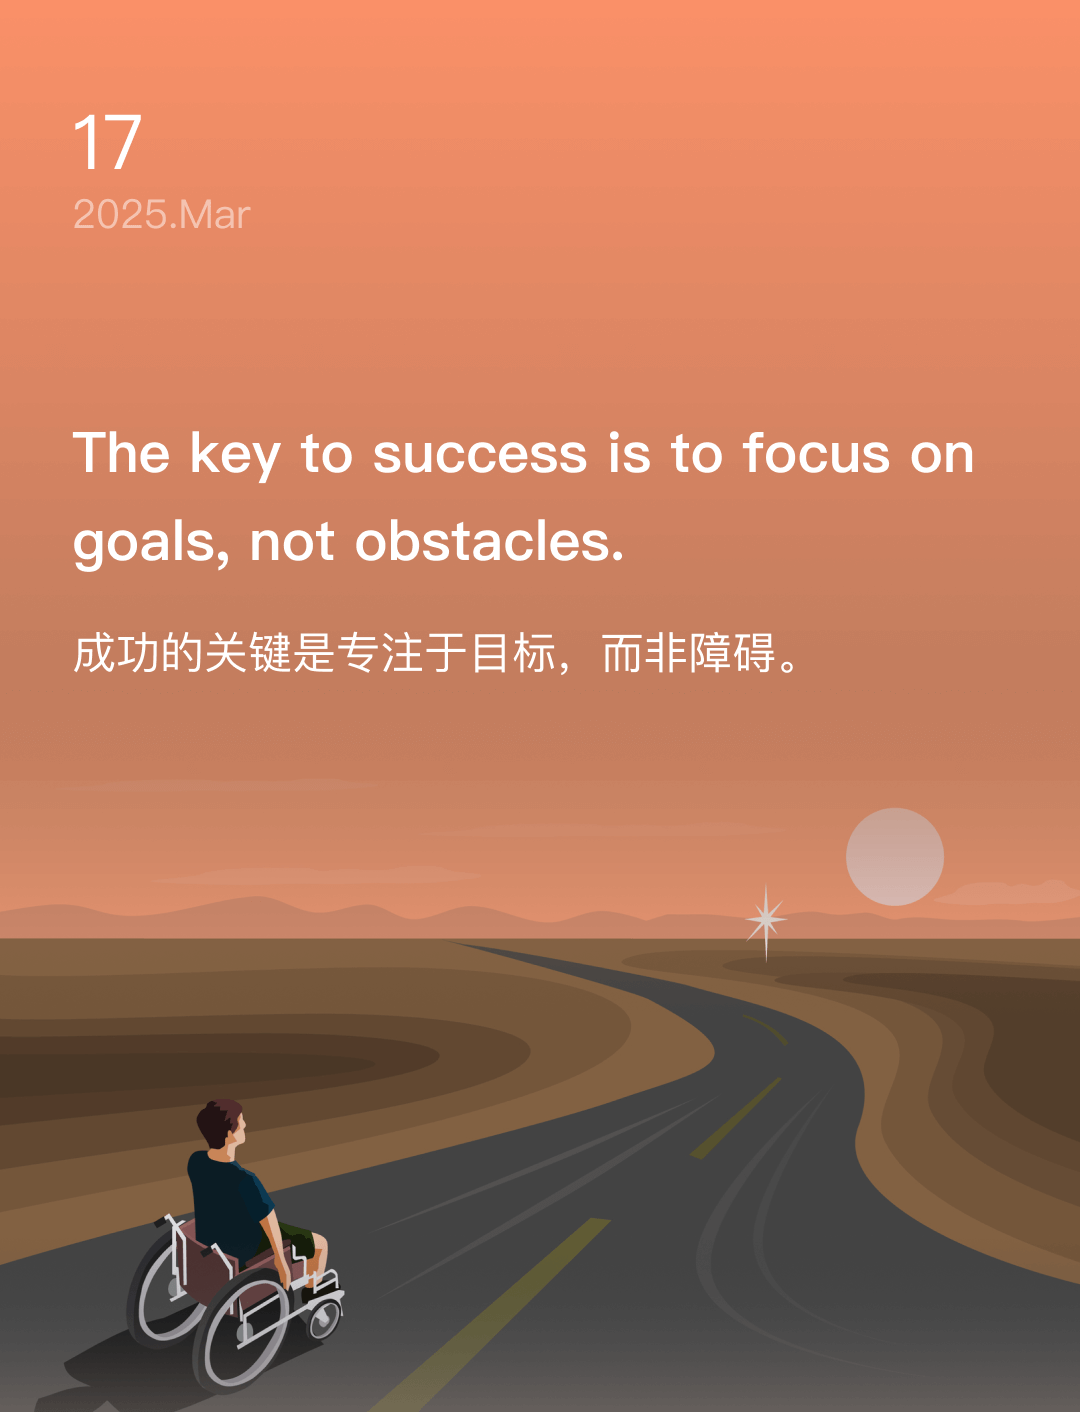 17
2025.Mar
The key to success is to focus on
goals, not obstacles.
成功的关键是专注于目标，而非障碍。